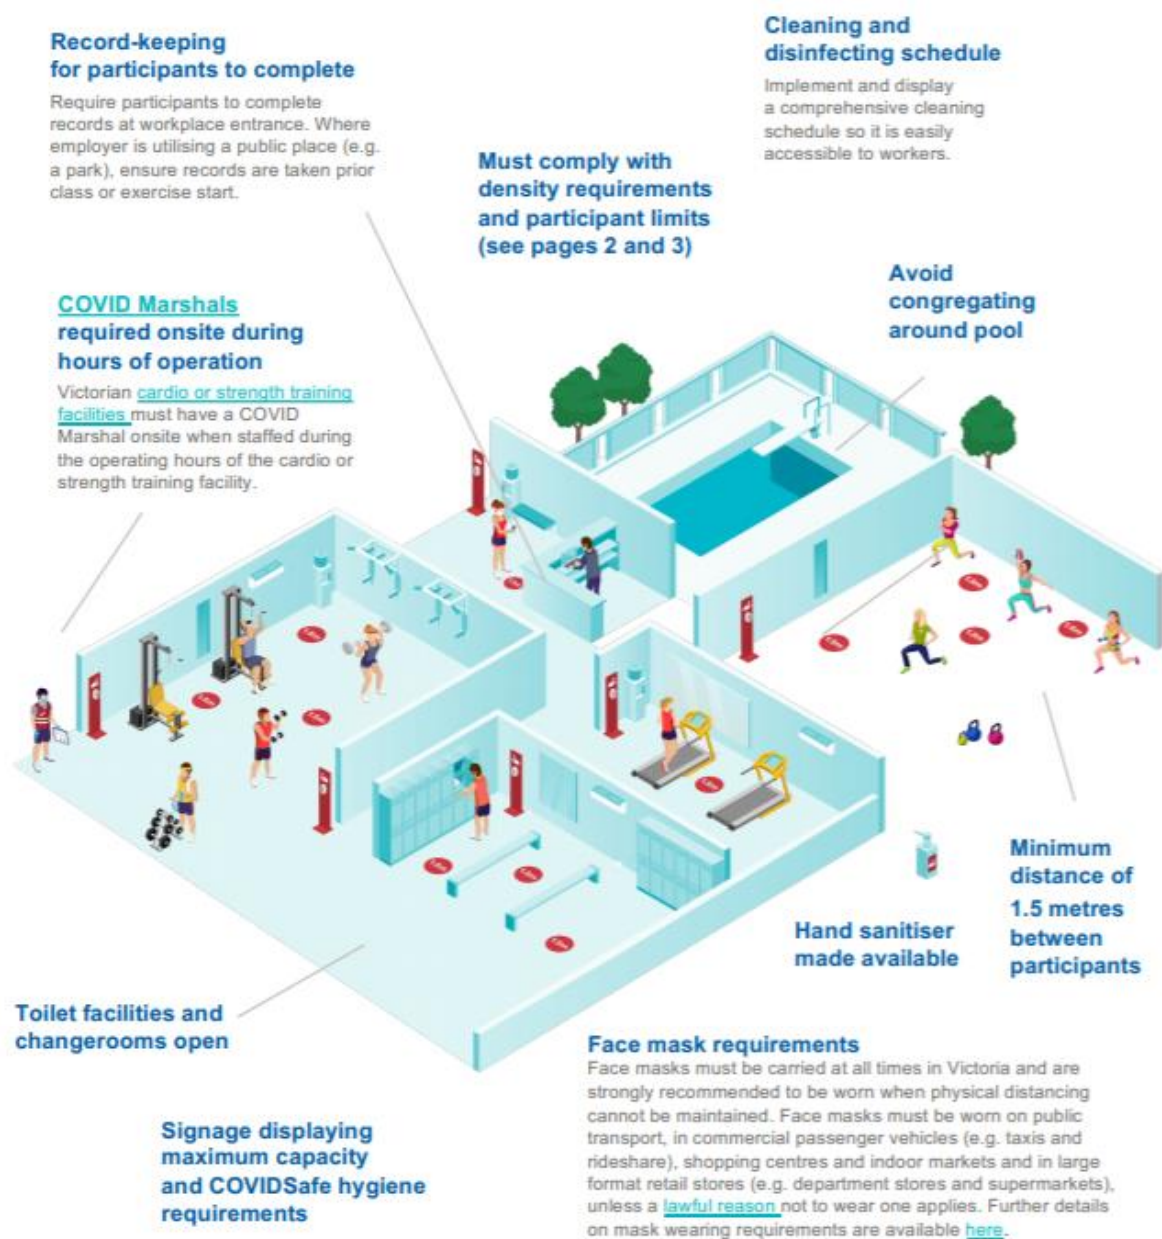 Record-keeping
for participants to complete
Require participants to complete
records at workplace entrance. Where
employer is utilising a public place (e.g.
a park), ensure records are taken prior
class or exercise start.
Cleaning and
disinfecting schedule
Implement and display
a comprehensive cleaning
schedule so it is easily
accessible to workers.
Must comply with
density requirements
and participant limits
(see pages 2 and 3)
Avoid
congregating
around pool
COVID Marshals
required onsite during
hours of operation
Victorian cardio or strength training
facilities must have a COVID
Marshal onsite when staffed during
the operating hours of the cardio or
strength training facility.
Minimum
distance of
1.5 metres
between
participants
Hand sanitiser
made available
Toilet facilities and
changerooms open
Face mask requirements
Face masks must be carried at all times in Victoria and are
strongly recommended to be worn when physical distancing
cannot be maintained. Face masks must be worn on public
transport, in commercial passenger vehicles (e.g. taxis and
rideshare), shopping centres and indoor markets and in large
format retail stores (e.g. department stores and supermarkets),
unless a lawful reason not to wear one applies. Further details
on mask wearing requirements are available here.
Signage displaying
maximum capacity
and COVIDSafe hygiene
requirements